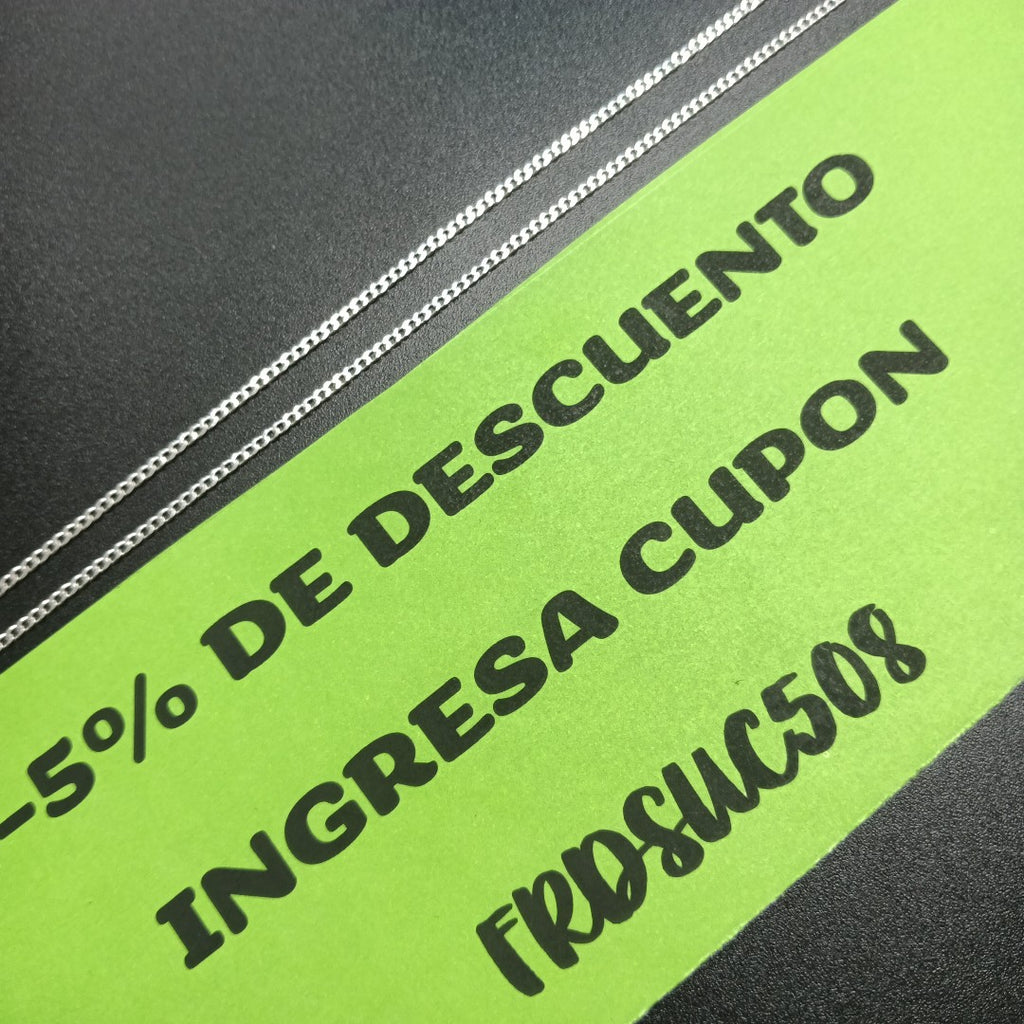 -5% DE DESCUENTO
INGRESA CUPON
FRDSUC508